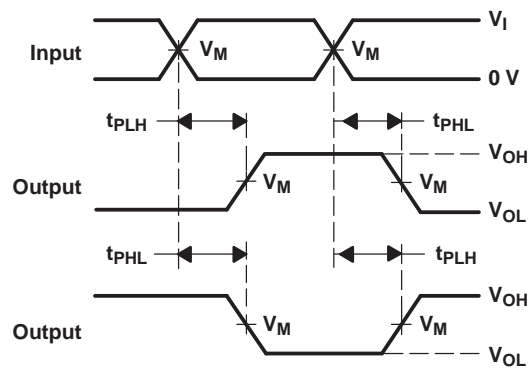 V_I
Input V_M V_M
0 V
t_PLH t_PHL
V_OH
Output V_M V_M
V_OL
t_PHL t_PLH
V_OH
Output V_M V_M
V_OL